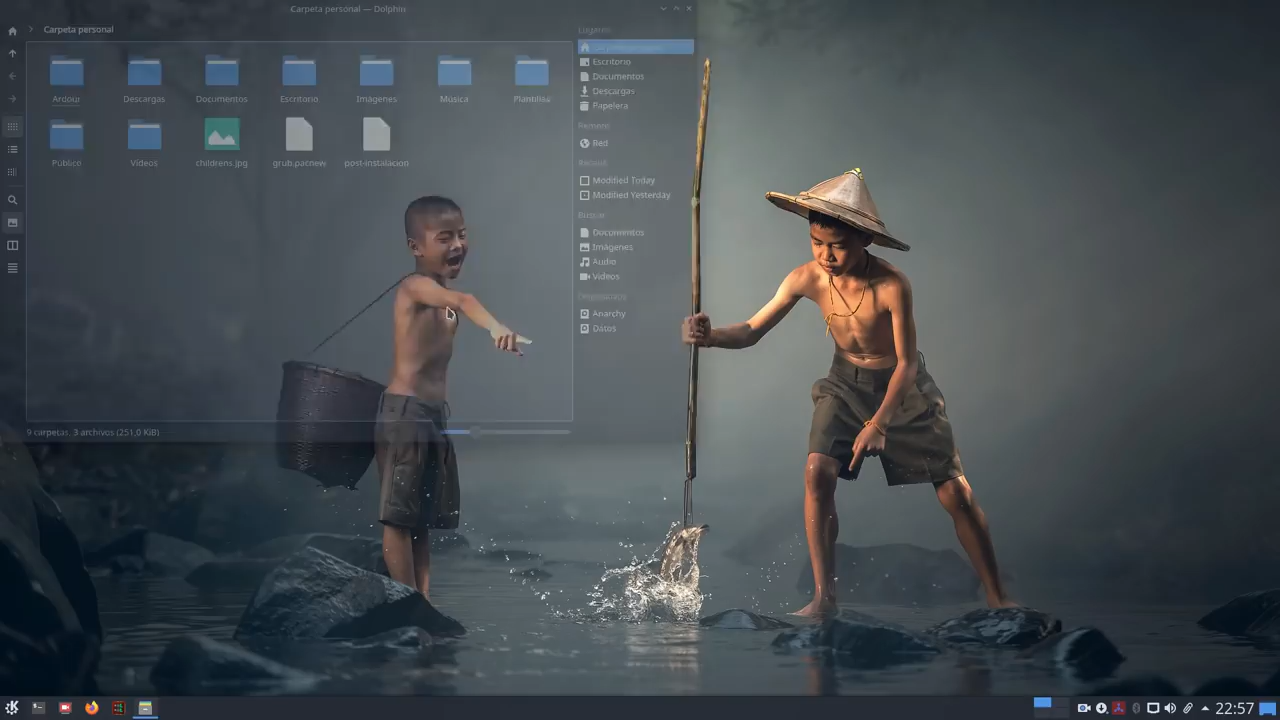 Carpeta personal — Dolphin
Carpeta personal
Ardour
Descargas
Documentos
Escritorio
Imágenes
Música
Plantillas
Público
Vídeos
childrens.jpg
grub.pacnew
post-instalacion
9 carpetas, 3 archivos (251,0 KiB)
Lugares
Escritorio
Documentos
Descargas
Papelera
Remoto
Red
Modified Today
Modified Yesterday
Buscar
Documentos
Imágenes
Audio
Vídeos
Dispositivos
Anarchy
Datos
22:57